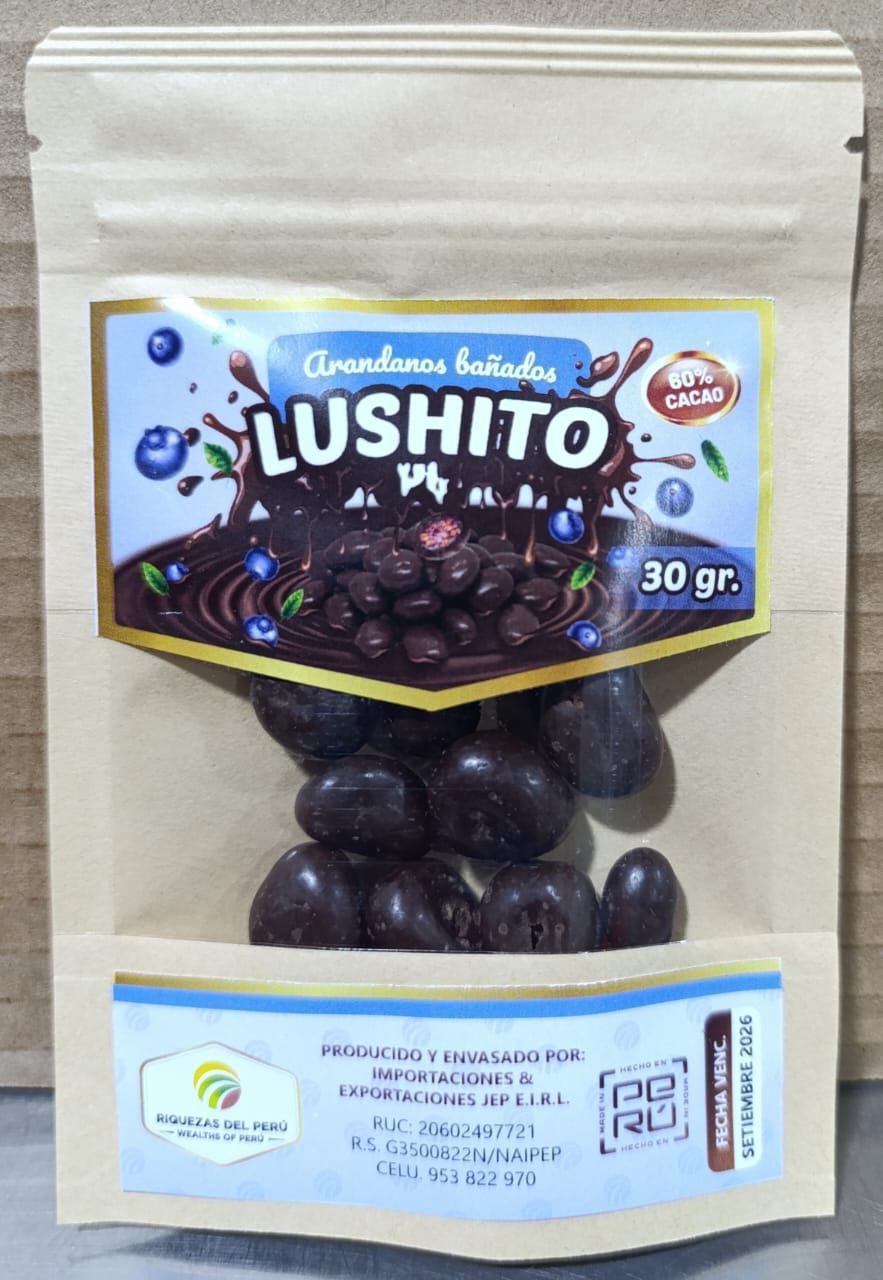 Arandanos bañados
LUSHITO
60%
CACAO
30 gr.
RIQUEZAS DEL PERÚ
WEALTHS OF PERÚ
PRODUCIDO Y ENVASADO POR:
IMPORTACIONES &
EXPORTACIONES JEP E.I.R.L.
RUC: 20602497721
R.S. G3500822N/NAIPEP
CELU. 953 822 970
HECHO EN
MADE IN
PERÚ
HECHO EN
FECHA VENC.
SETIEMBRE 2026